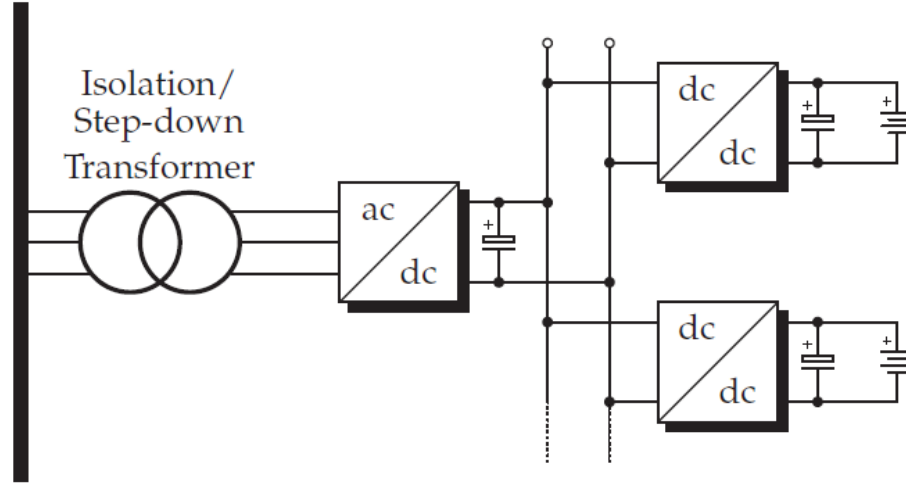 Isolation/
Step-down
Transformer
ac
dc
+
dc
dc
+
+
dc
dc
+
+